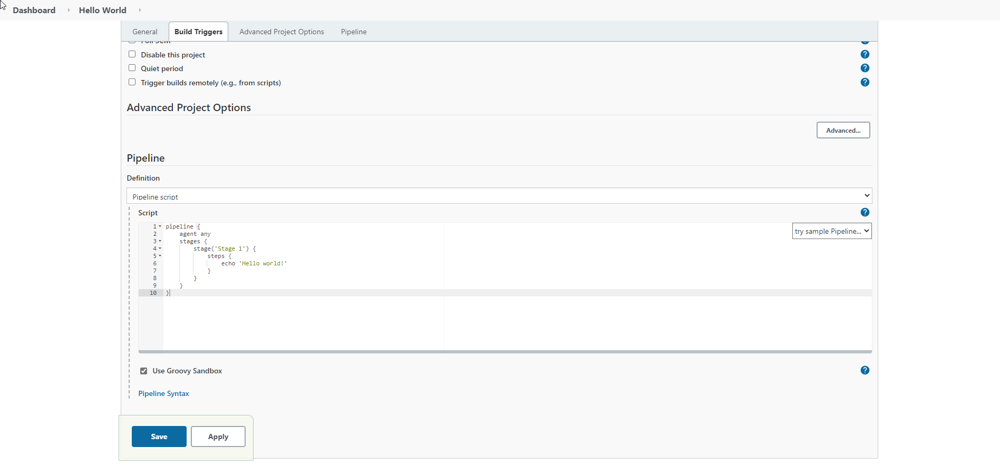 Dashboard Hello World
General Build Triggers Advanced Project Options Pipeline
Poll SCM
Disable this project ?
Quiet period ?
Trigger builds remotely (e.g., from scripts) ?
Advanced Project Options
Advanced...
Pipeline
Definition
Pipeline script
Script ?
try sample Pipeline...
1 pipeline {
2 agent any
3 stages {
4 stage('Stage 1') {
5 steps {
6 echo 'Hello world!'
7 }
8 }
9 }
10 }
Use Groovy Sandbox ?
Pipeline Syntax
Save Apply